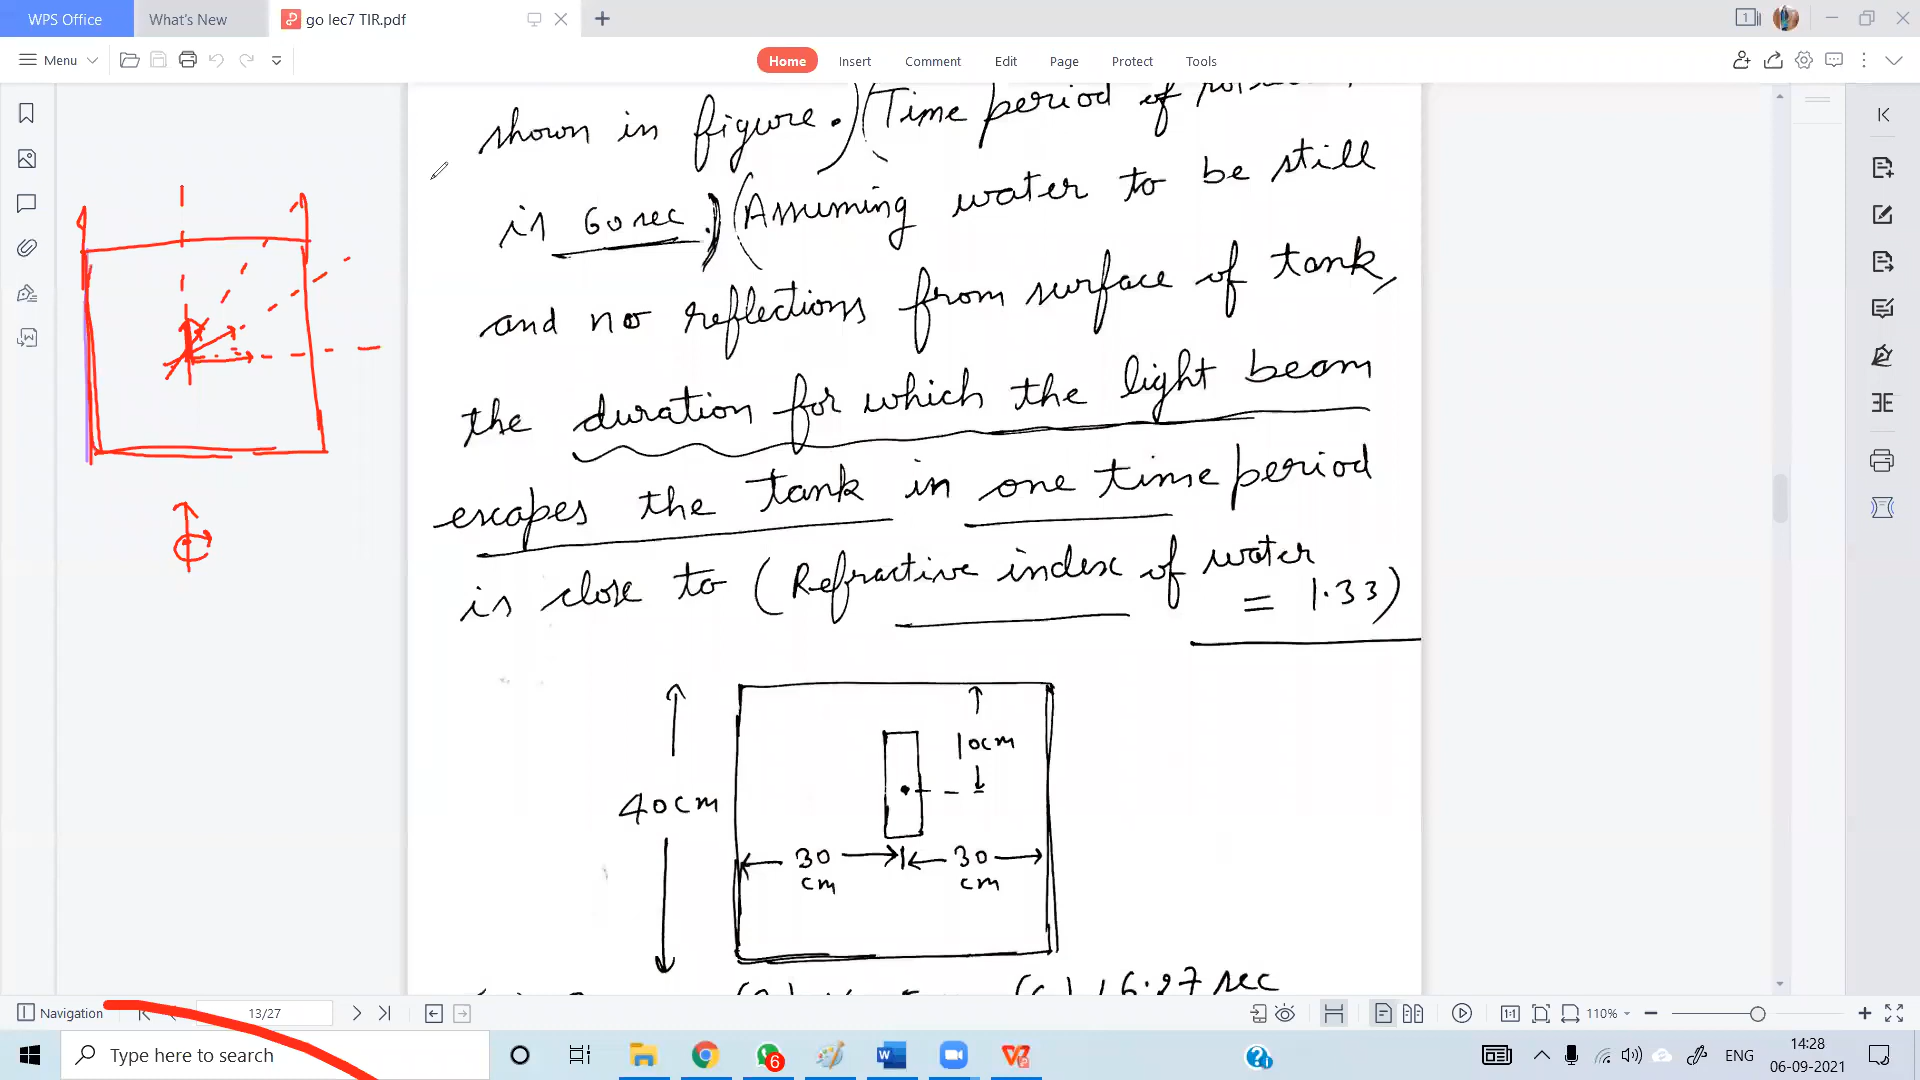 WPS Office
What's New
go lec7 TIR.pdf
1
Menu
Home
Insert
Comment
Edit
Page
Protect
Tools
shown in figure.) (Time period of
is 60 sec.) (Assuming water to be still
and no reflections from surface of tank,
the duration for which the light beam
escapes the tank in one time period
is close to (Refractive index of water
= 1.33)
10cm
40cm
30 cm
30 cm
(c) 16.27 sec
Navigation
13/27
1:1
110%
Type here to search
6
ENG
14:28
06-09-2021